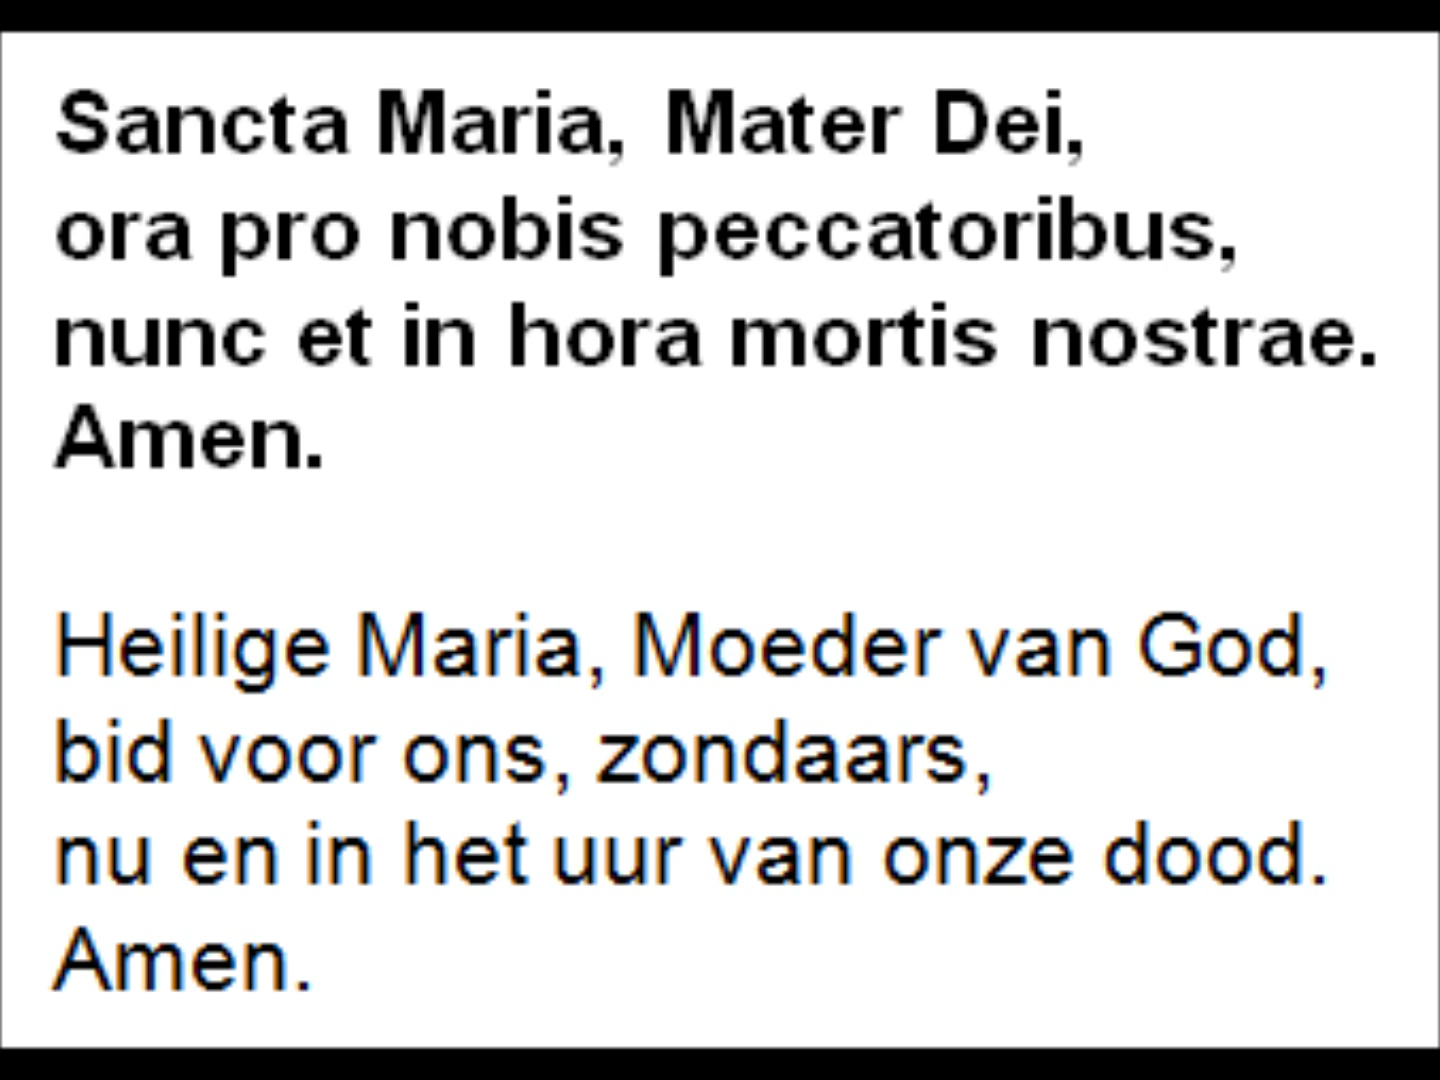 Sancta Maria, Mater Dei,
ora pro nobis peccatoribus,
nunc et in hora mortis nostrae.
Amen.
Heilige Maria, Moeder van God,
bid voor ons, zondaars,
nu en in het uur van onze dood.
Amen.